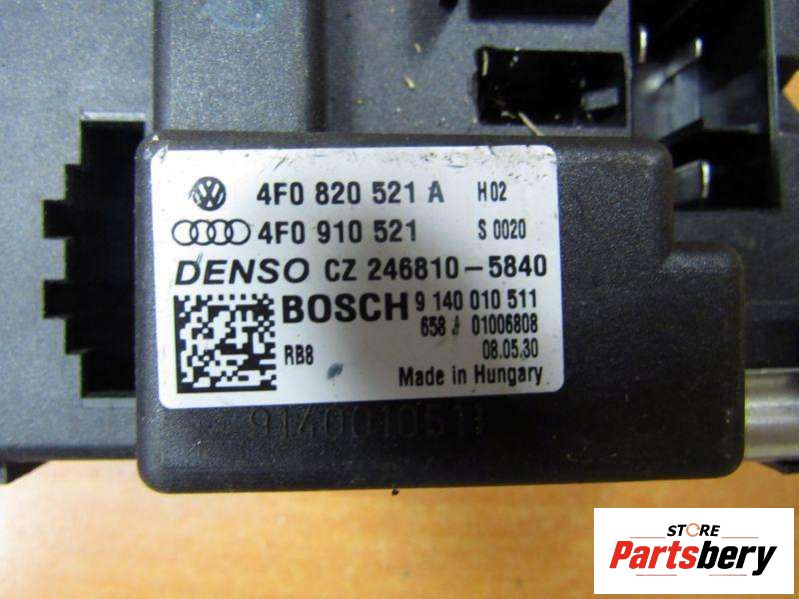 4F0 820 521 A H02
4F0 910 521 S 0020
DENSO CZ 246810-5840
BOSCH 9 140 010 511
658 A 01006808
RB8 08.05.30
Made in Hungary
9140010511
STORE
Partsbery